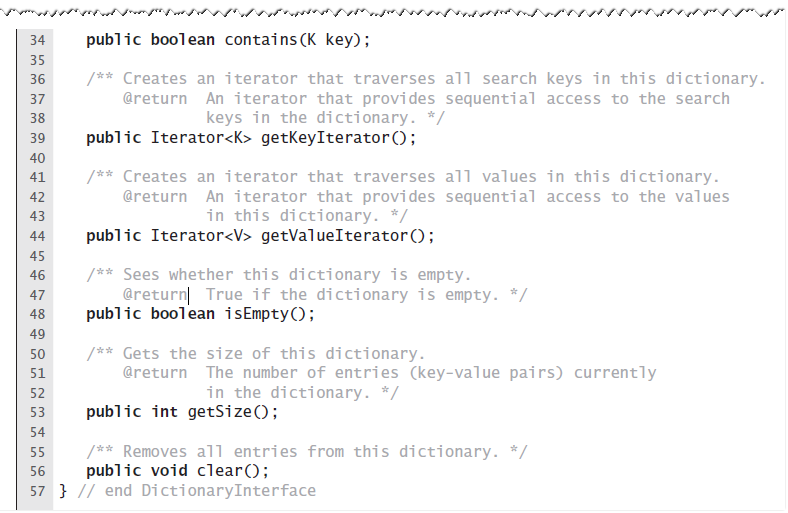 34 public boolean contains(K key);
35
36 /** Creates an iterator that traverses all search keys in this dictionary.
37 @return An iterator that provides sequential access to the search
38 keys in the dictionary. */
39 public Iterator<K> getKeyIterator();
40
41 /** Creates an iterator that traverses all values in this dictionary.
42 @return An iterator that provides sequential access to the values
43 in this dictionary. */
44 public Iterator<V> getValueIterator();
45
46 /** Sees whether this dictionary is empty.
47 @return True if the dictionary is empty. */
48 public boolean isEmpty();
49
50 /** Gets the size of this dictionary.
51 @return The number of entries (key-value pairs) currently
52 in the dictionary. */
53 public int getSize();
54
55 /** Removes all entries from this dictionary. */
56 public void clear();
57 } // end DictionaryInterface